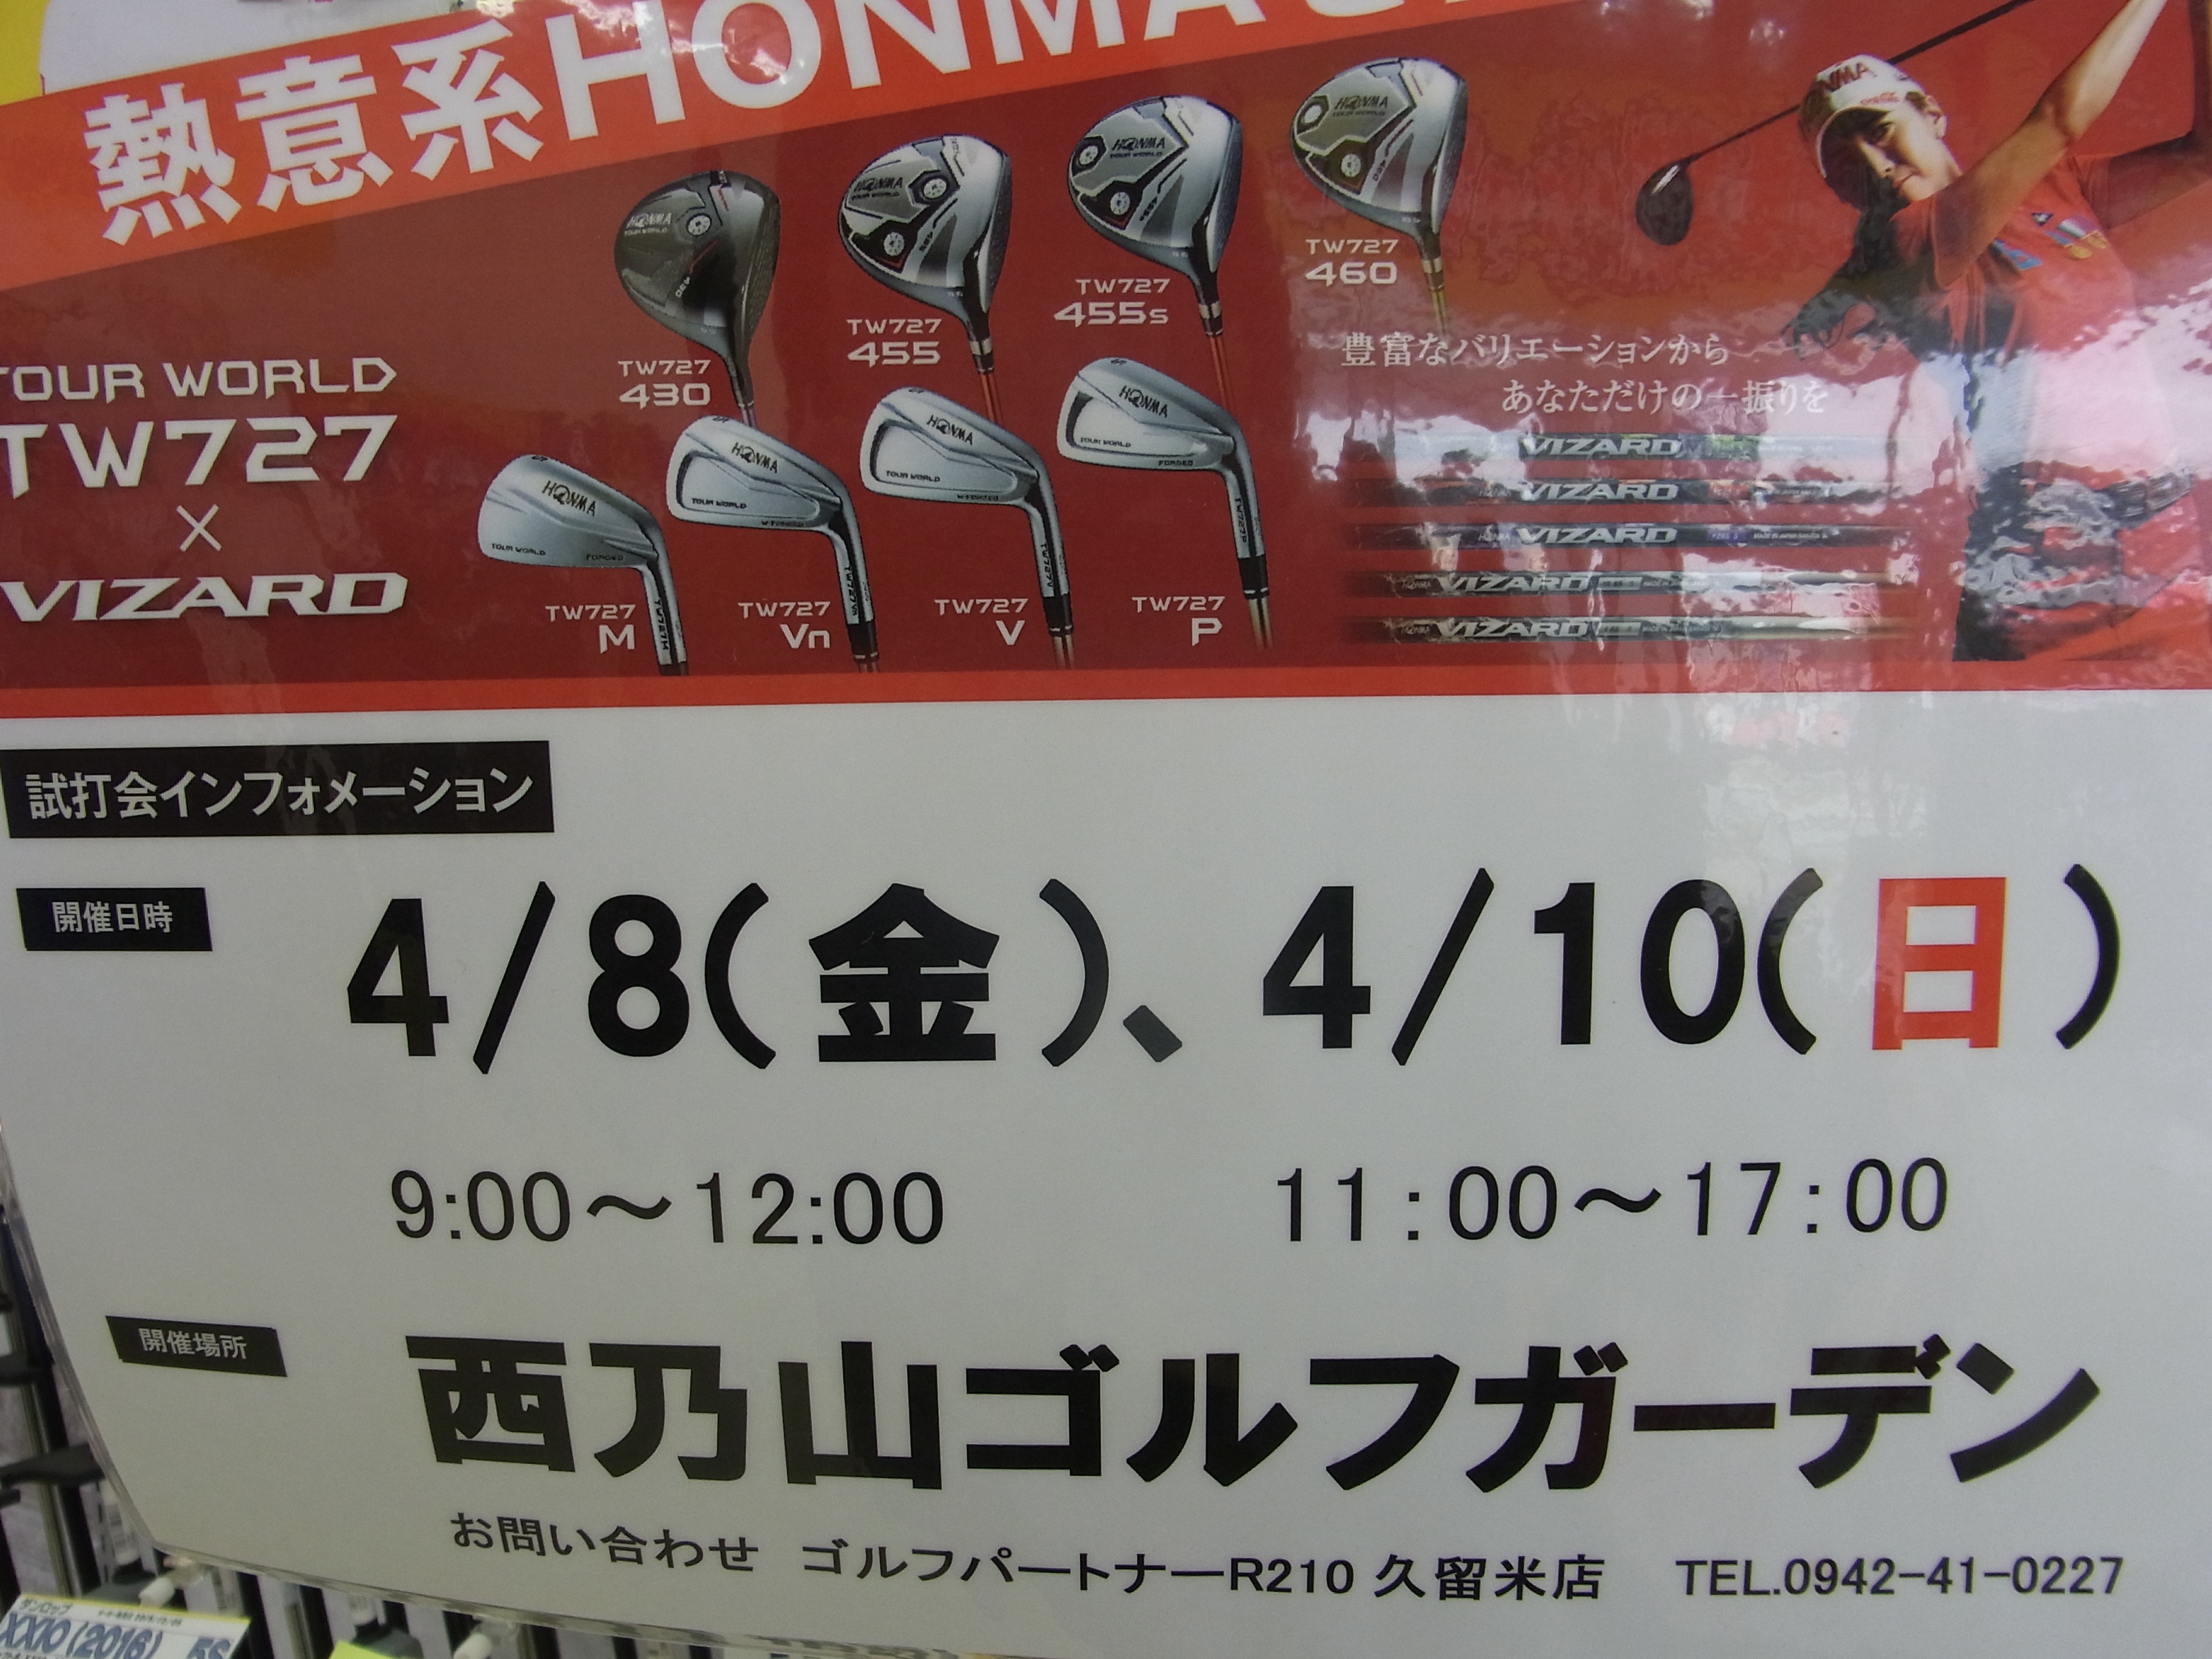 熱意系HONMA
TOUR WORLD
TW727
×
VIZARD
TW727
430
TW727
455
TW727
455s
TW727
460
HONMA
TOUR WORLD
TW727
M
TW727
Vn
TW727
V
TW727
P
豊富なバリエーションから
あなただけの一振りを
VIZARD
VIZARD
VIZARD
VIZARD
VIZARD
試打会インフォメーション
開催日時
4/8(金)、4/10(日)
9:00～12:00 11:00～17:00
開催場所
西乃山ゴルフガーデン
お問い合わせ ゴルフパートナーR210 久留米店 TEL.0942-41-0227
XXIO(2016)